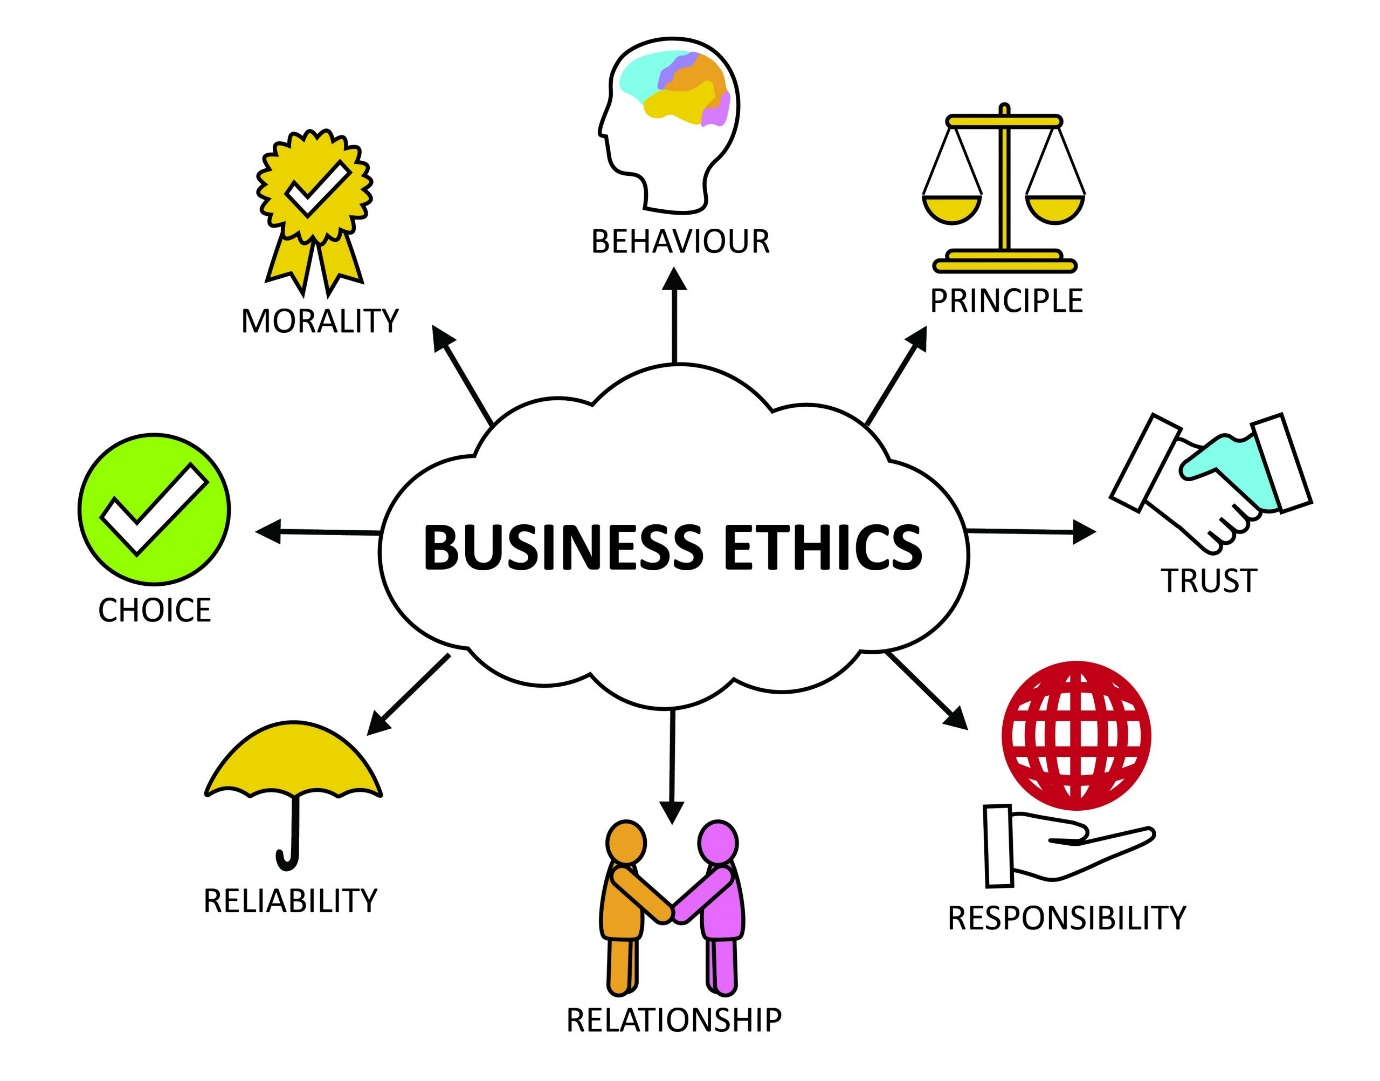 BEHAVIOUR
PRINCIPLE
MORALITY
BUSINESS ETHICS
TRUST
CHOICE
RELIABILITY
RESPONSIBILITY
RELATIONSHIP